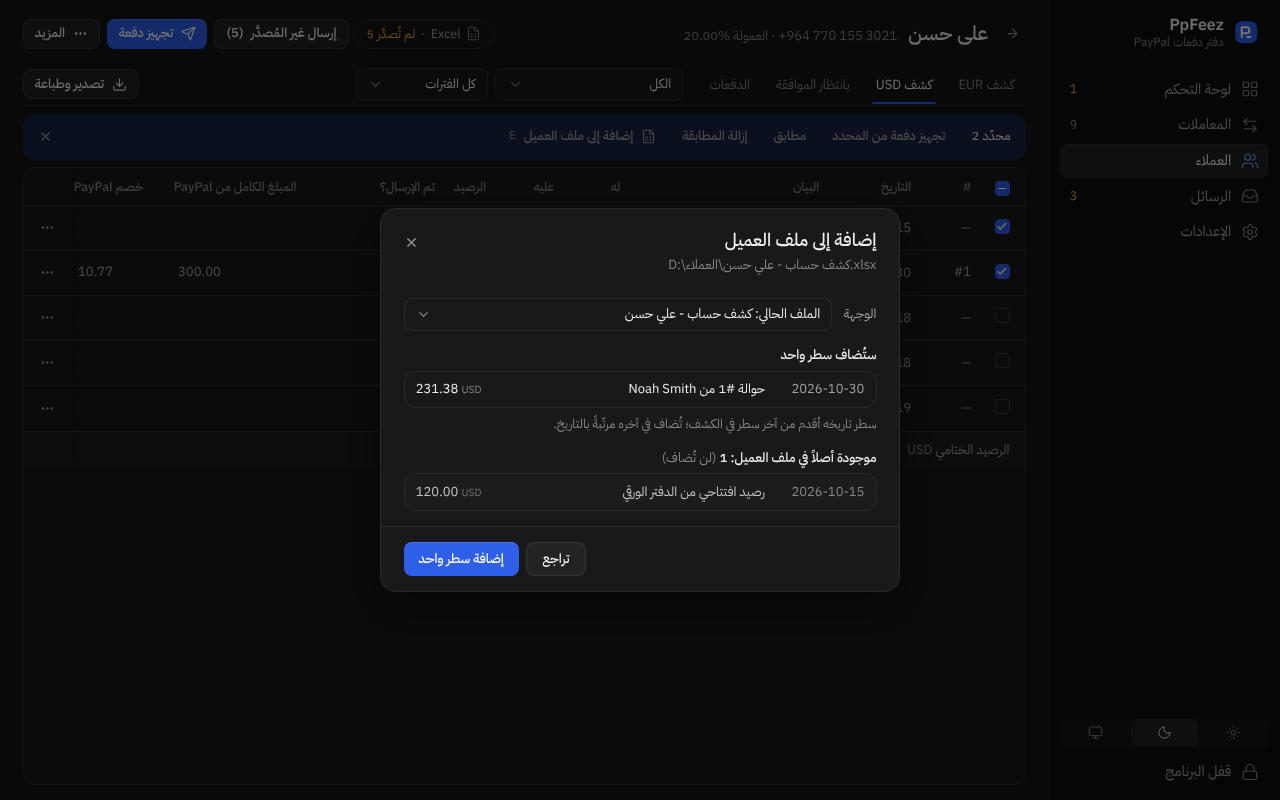 PpFeez
دفتر دفعات PayPal
لوحة التحكم 1
المعاملات 9
العملاء
الرسائل 3
الإعدادات
قفل البرنامج
علي حسن
+964 770 155 3021 · العمولة 20.00%
Excel · لم تُصدَّر 5
إرسال غير المُصدَّر (5)
تجهيز دفعة
المزيد
كشف EUR
كشف USD
بانتظار الموافقة
الدفعات
الكل
كل الفترات
تصدير وطباعة
محدّد 2
تجهيز دفعة من المحدد
مطابق
إزالة المطابقة
إضافة إلى ملف العميل E
# التاريخ البيان له عليه الرصيد تم الإرسال؟ المبلغ الكامل من PayPal خصم PayPal
— 15
#1 30 300.00 10.77
— 18
— 18
— 19
الرصيد الختامي USD
إضافة إلى ملف العميل
D:\العملاء\كشف حساب - علي حسن.xlsx
الوجهة
الملف الحالي: كشف حساب - علي حسن
ستُضاف سطر واحد
2026-10-30 حوالة #1 من Noah Smith 231.38 USD
سطر تاريخه أقدم من آخر سطر في الكشف؛ تُضاف في آخره مرتّبةً بالتاريخ.
موجودة أصلاً في ملف العميل: 1 (لن تُضاف)
2026-10-15 رصيد افتتاحي من الدفتر الورقي 120.00 USD
تراجع
إضافة سطر واحد